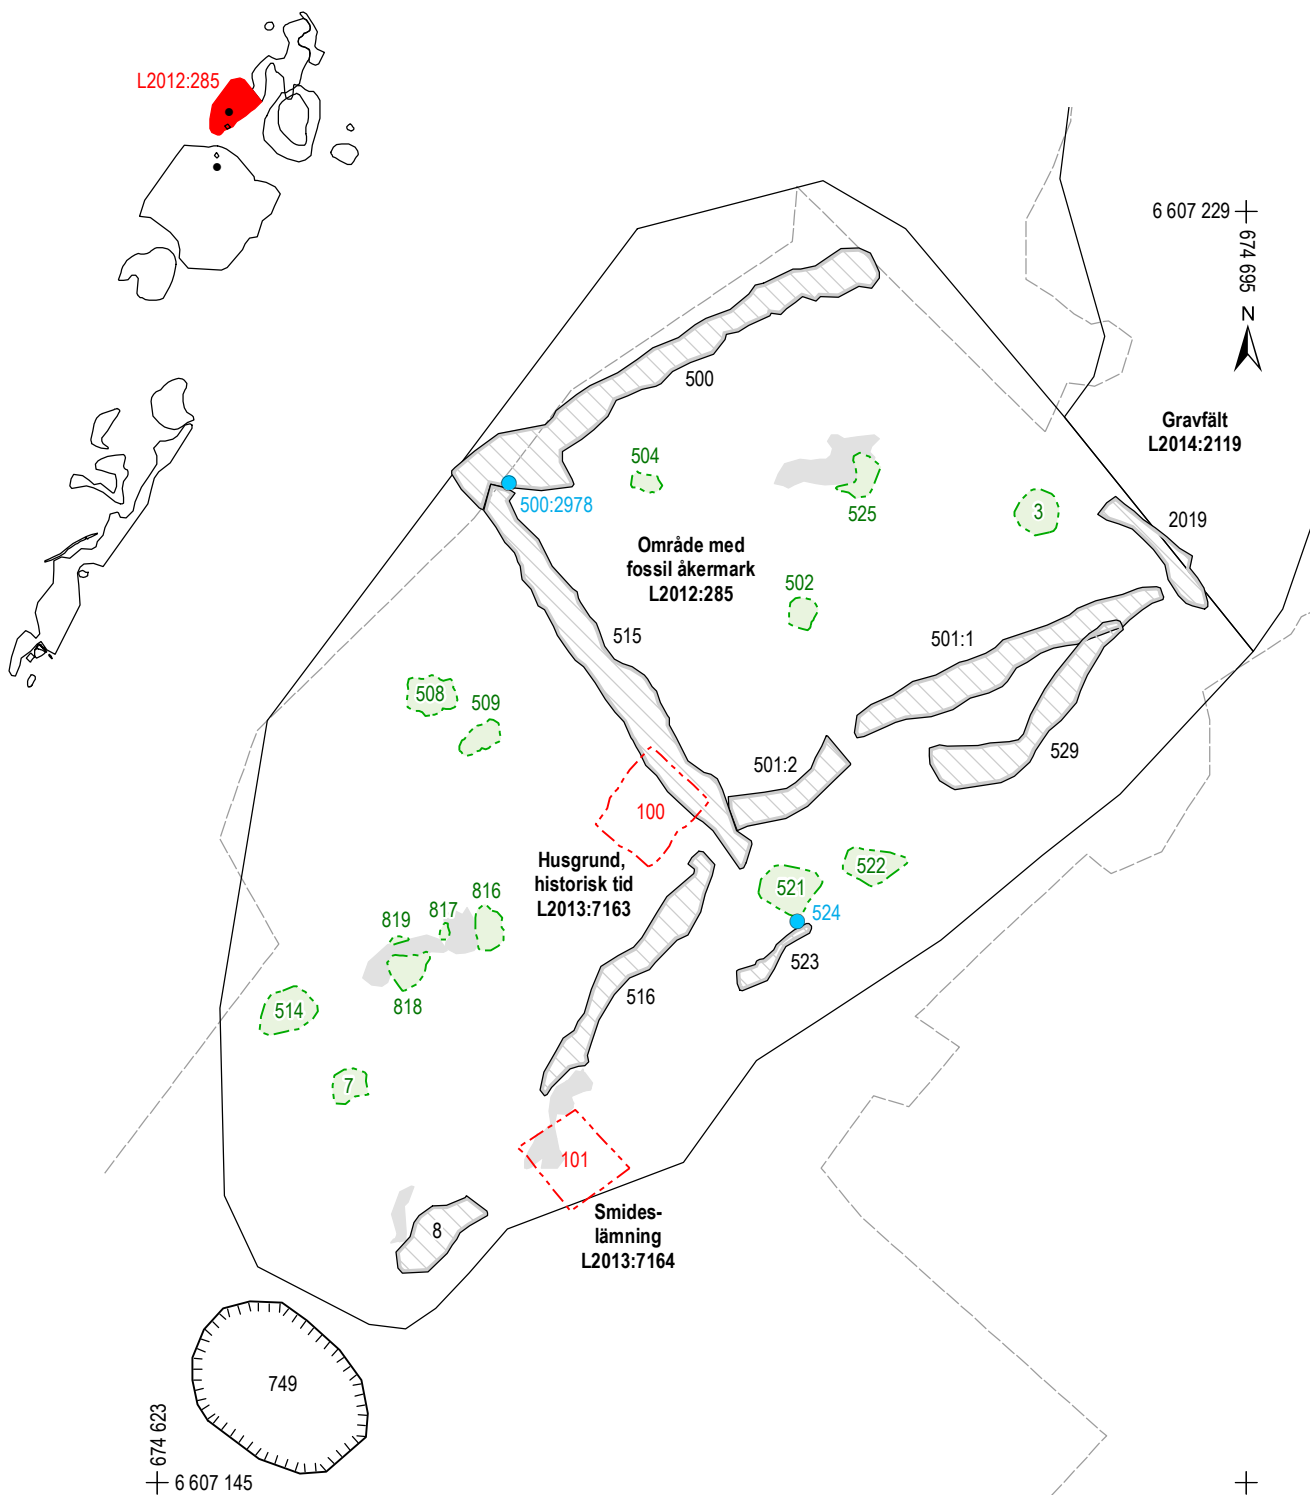 L2012:285
6 607 229
674 695
N
Gravfält
L2014:2119
500
504
525
3
2019
500:2978
Område med
fossil åkermark
L2012:285
502
515
501:1
508
509
529
501:2
100
Husgrund,
historisk tid
L2013:7163
522
521
524
816
817
819
523
516
818
514
7
101
Smides-
lämning
L2013:7164
8
749
674 623
6 607 145